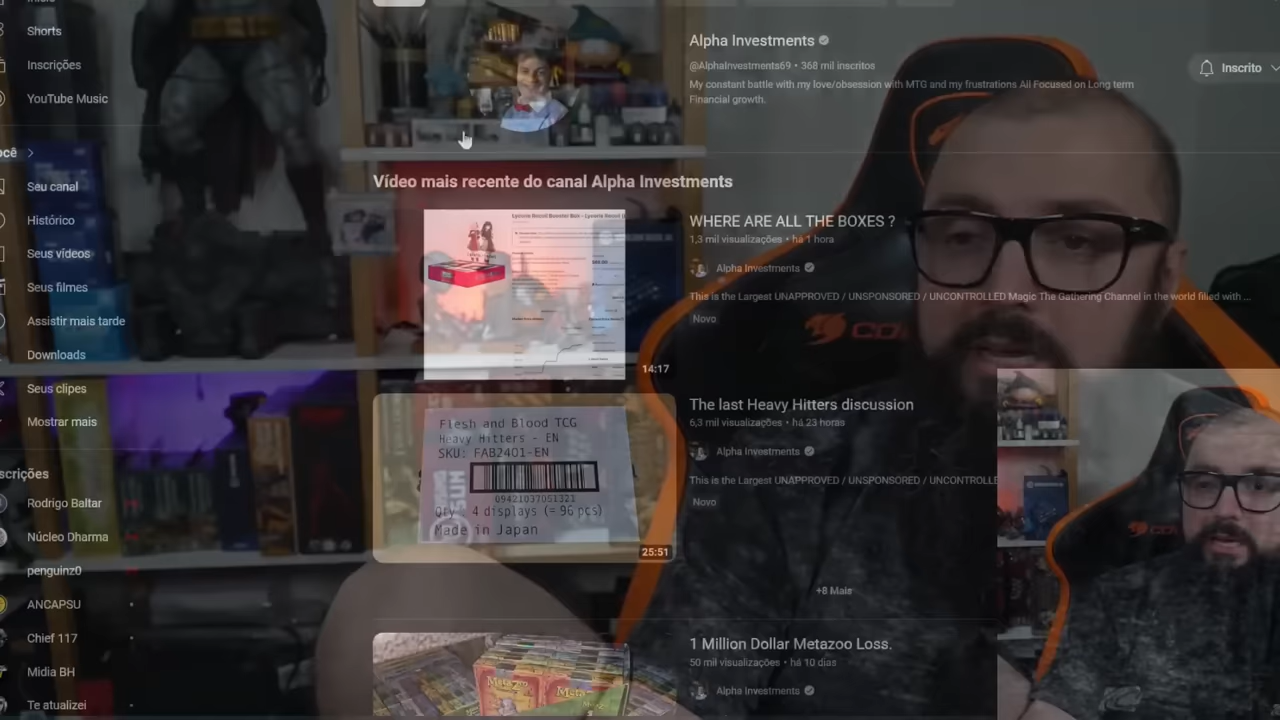 Shorts
Inscrições
YouTube Music
Seu canal
Histórico
Seus vídeos
Seus filmes
Assistir mais tarde
Downloads
Seus clipes
Mostrar mais
Rodrigo Baltar
Núcleo Dharma
penguinz0
ANCAPSU
Chief 117
Midia BH
Te atualizei
Alpha Investments
@AlphaInvestments69 • 368 mil inscritos
My constant battle with my love/obsession with MTG and my frustrations All Focused on Long term
Financial growth.
Inscrito
Vídeo mais recente do canal Alpha Investments
14:17
WHERE ARE ALL THE BOXES ?
1,3 mil visualizações • há 1 hora
Alpha Investments
This is the Largest UNAPPROVED / UNSPONSORED / UNCONTROLLED Magic The Gathering Channel in the world filled with ...
Novo
Flesh and Blood TCG
Heavy Hitters - EN
SKU: FAB2401-EN
09421037051321
Qty : 4 displays (= 96 pcs)
Made in Japan
25:51
The last Heavy Hitters discussion
6,3 mil visualizações • há 23 horas
Alpha Investments
This is the Largest UNAPPROVED / UNSPONSORED / UNCONTROLLE
Novo
+8 Mais
MetaZoo
1 Million Dollar Metazoo Loss.
50 mil visualizações • há 10 dias
Alpha Investments